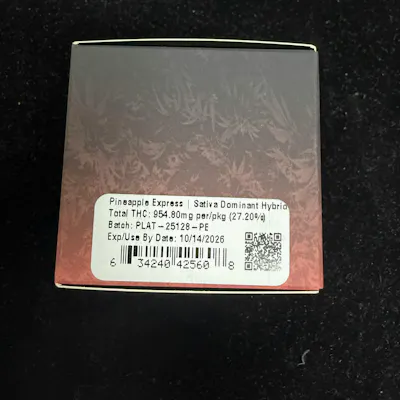 Pineapple Express | Sativa Dominant Hybrid
Total THC: 954.80mg per/pkg (27.20%)
Batch: PLAT-25128-PE
Exp/Use By Date: 10/14/2026
6 34240 42560 8